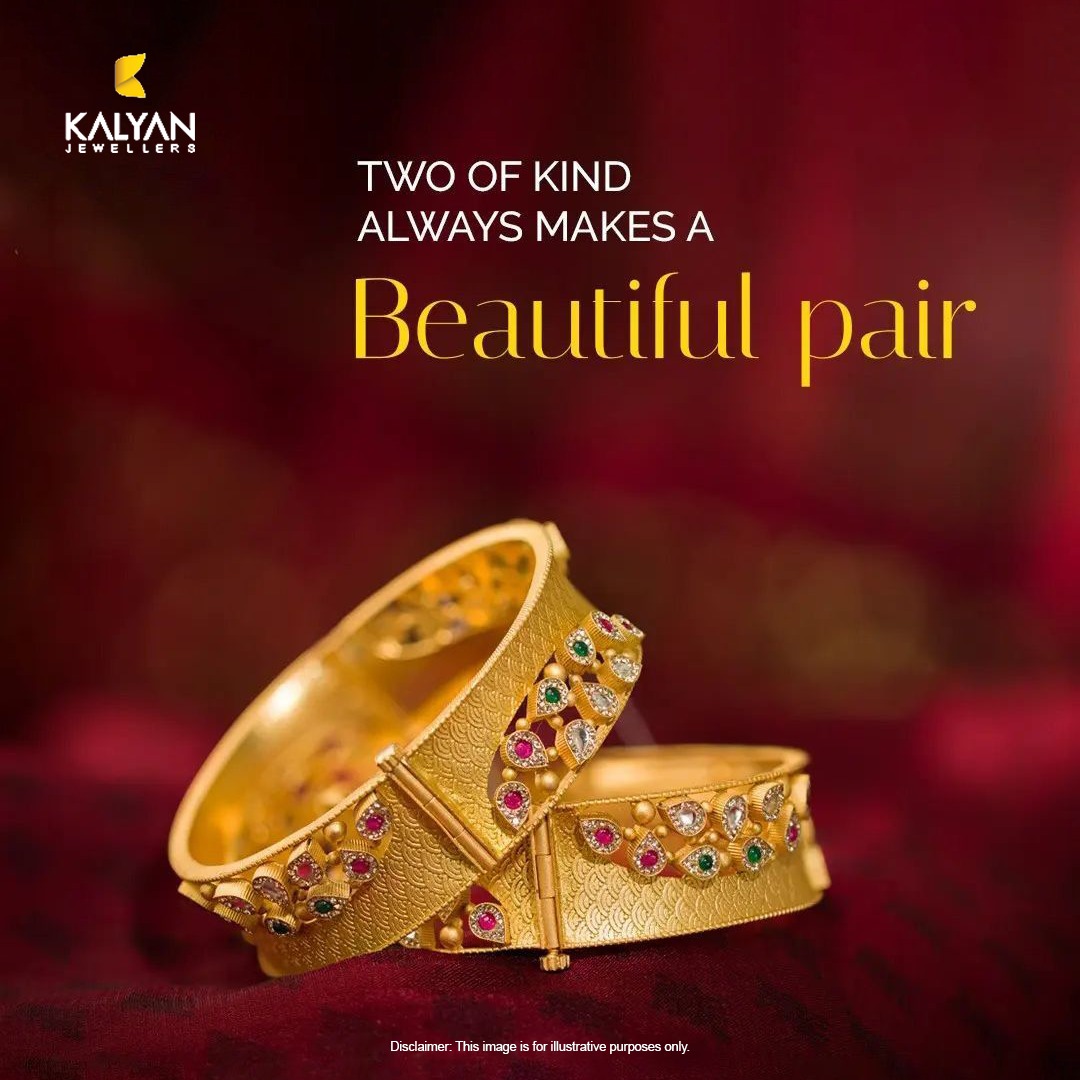 KALYAN
JEWELLERS
TWO OF KIND
ALWAYS MAKES A
Beautiful pair
Disclaimer: This image is for illustrative purposes only.